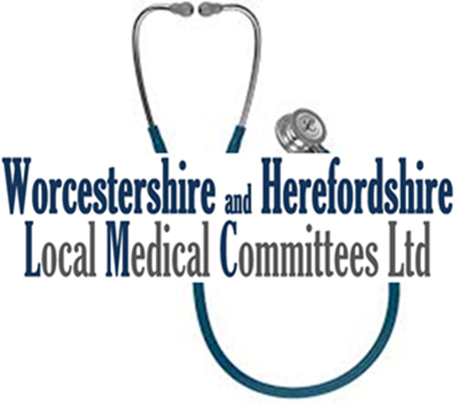 Worcestershire and Herefordshire
Local Medical Committees Ltd